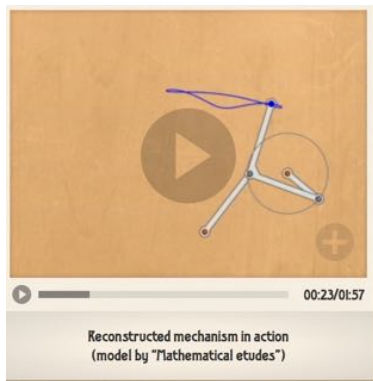 00:23/01:57
Reconstructed mechanism in action
(model by "Mathematical etudes")